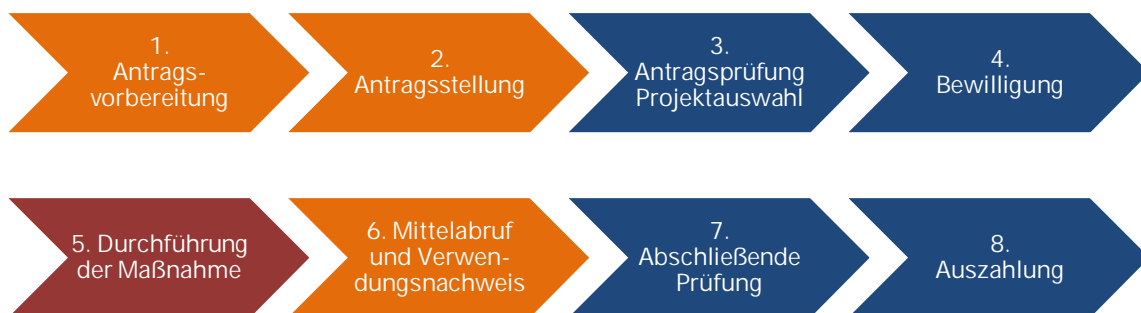 1.
Antrags-
vorbereitung
2.
Antragsstellung
3.
Antragsprüfung
Projektauswahl
4.
Bewilligung
5. Durchführung
der Maßnahme
6. Mittelabruf
und Verwen-
dungsnachweis
7.
Abschließende
Prüfung
8.
Auszahlung